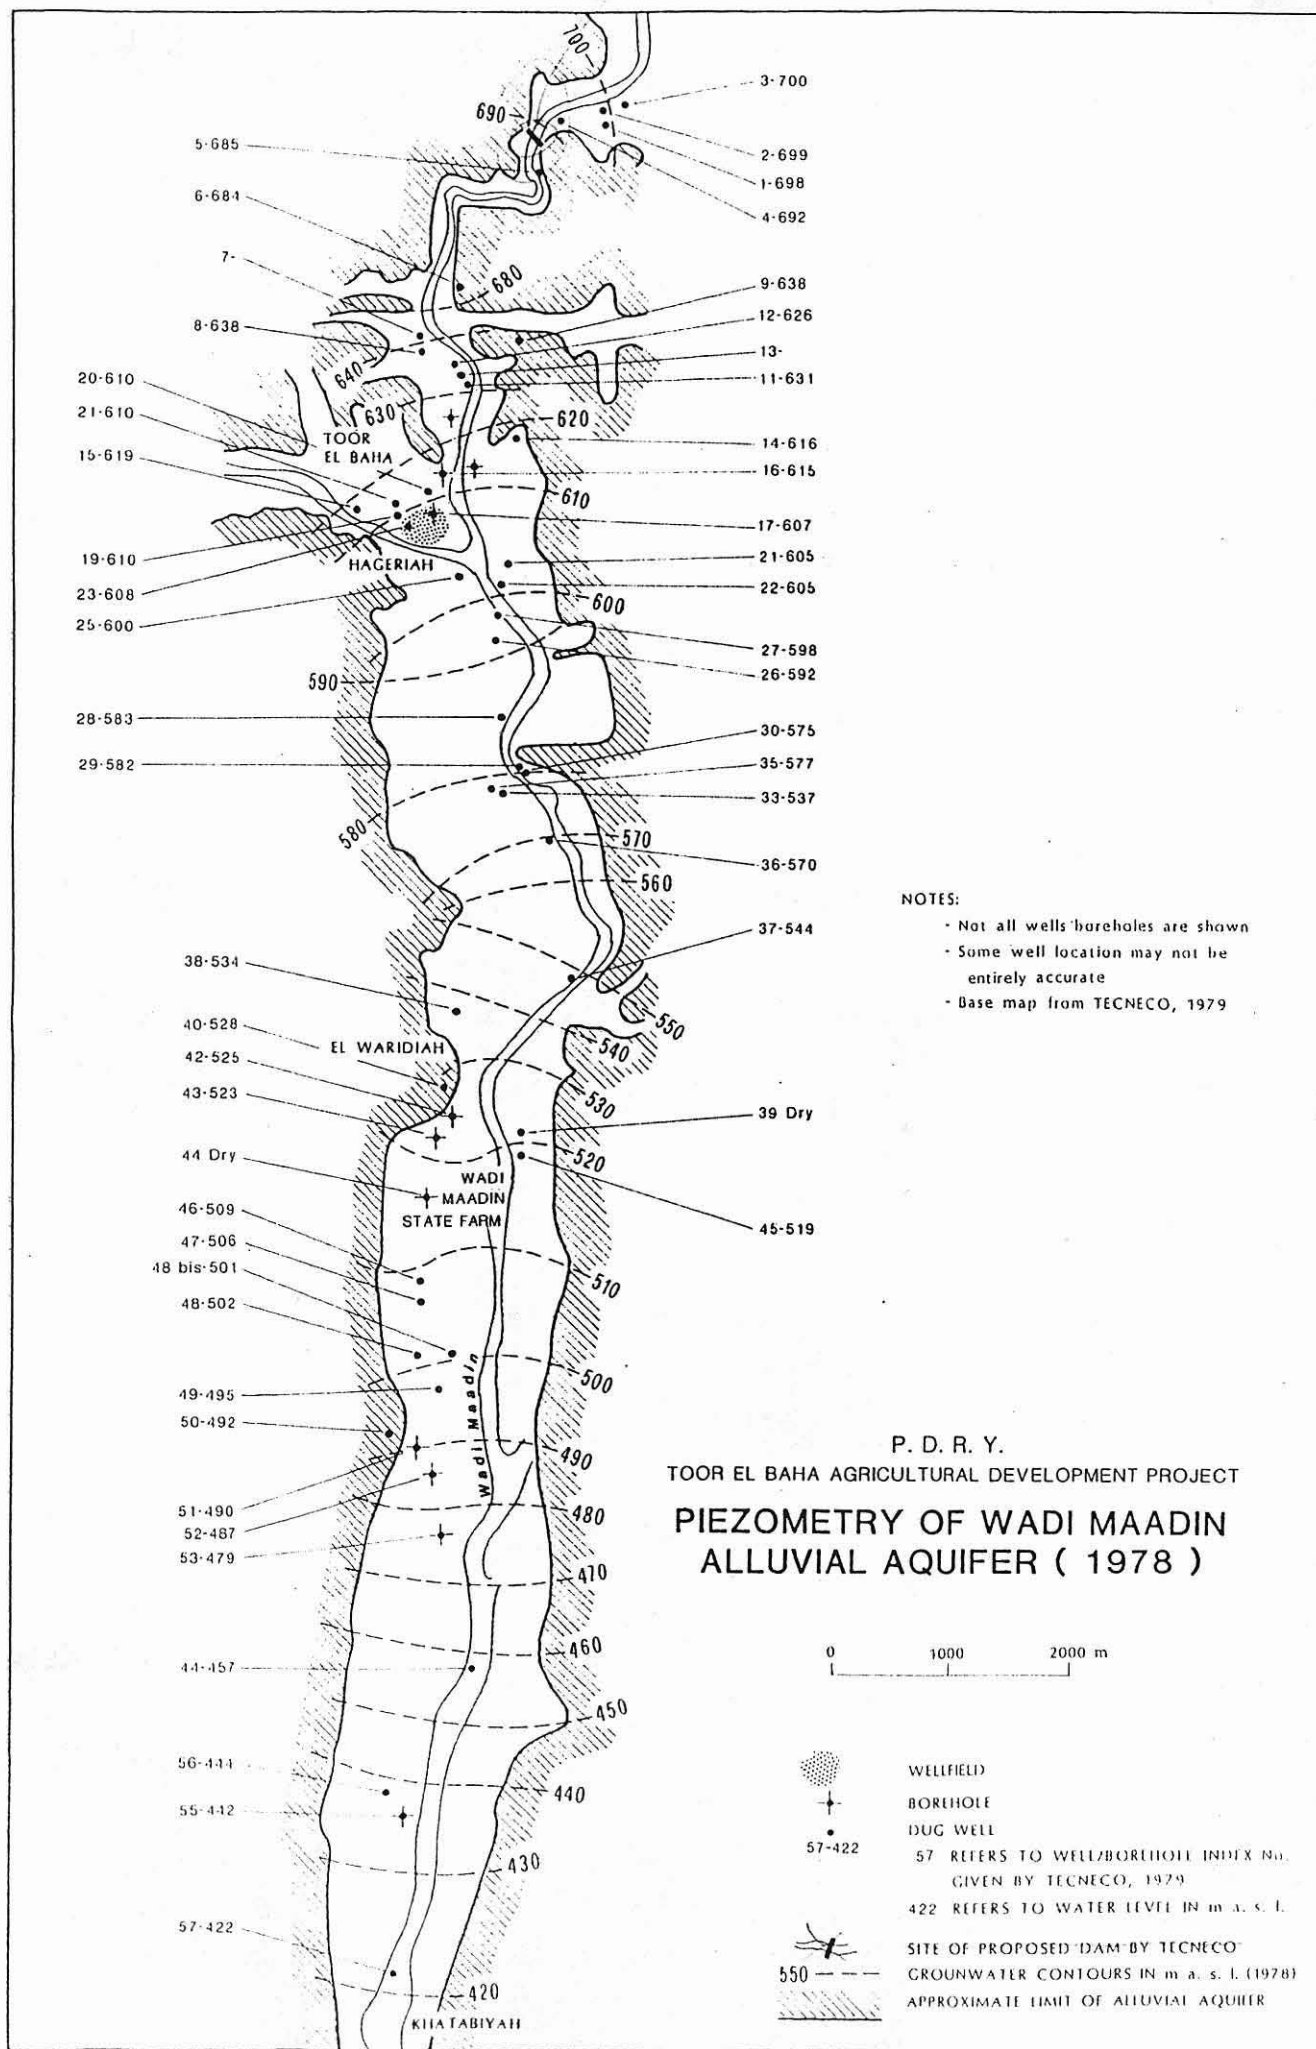 700
690
3-700
2-699
1-698
4-692
5-685
6-684
7-
8-638
680
9-638
12-626
13-
11-631
640
630
620
20-610
21-610
15-619
TOOR
EL BAHA
14-616
16-615
610
17-607
19-610
23-608
25-600
HAGERIAH
21-605
22-605
600
27-598
26-592
590
28-583
29-582
30-575
35-577
33-537
580
570
36-570
560
37-544
NOTES:
- Not all wells boreholes are shown
- Some well location may not be
entirely accurate
- Base map from TECNECO, 1979
38-534
40-528
42-525
43-523
44 Dry
EL WARIDIAH
550
540
530
39 Dry
520
45-519
WADI
MAADIN
STATE FARM
46-509
47-506
48 bis-501
48-502
510
500
49-495
50-492
Wadi Maadin
490
51-490
52-487
53-479
480
470
460
44-457
450
56-444
55-442
440
430
57-422
420
KHATABIYAH
P. D. R. Y.
TOOR EL BAHA AGRICULTURAL DEVELOPMENT PROJECT
PIEZOMETRY OF WADI MAADIN
ALLUVIAL AQUIFER ( 1978 )
0 1000 2000 m
WELLFIELD
BOREHOLE
DUG WELL
57-422
57 REFERS TO WELL/BOREHOLE INDEX No.
GIVEN BY TECNECO, 1979
422 REFERS TO WATER LEVEL IN m a. s. l.
SITE OF PROPOSED DAM BY TECNECO
550 GROUNWATER CONTOURS IN m a. s. l. (1978)
APPROXIMATE LIMIT OF ALLUVIAL AQUIFER